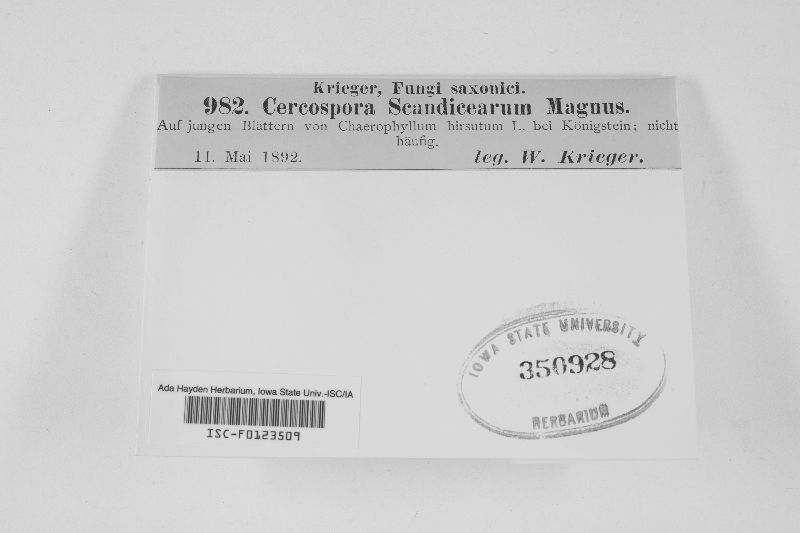 Krieger, Fungi saxonici.
982. Cercospora Scandicearum Magnus.
Auf jungen Blättern von Chaerophyllum hirsutum L. bei Königstein; nicht
häufig.
11. Mai 1892. leg. W. Krieger.
IOWA STATE UNIVERSITY
350928
HERBARIUM
Ada Hayden Herbarium, Iowa State Univ.-ISC/IA
ISC-F0123509